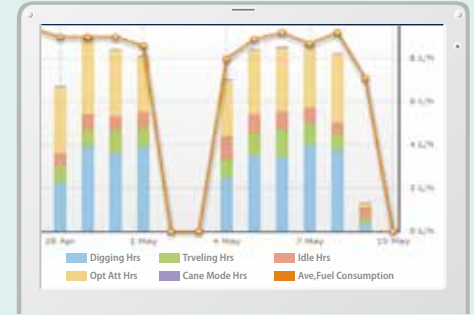 8 L/h
6 L/h
4 L/h
2 L/h
0 L/h
28 Apr 1 May 4 May 7 May 10 May
Digging Hrs Trveling Hrs Idle Hrs
Opt Att Hrs Cane Mode Hrs Ave,Fuel Consumption